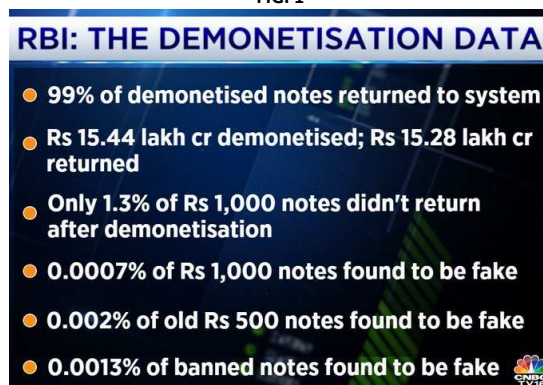 RBI: THE DEMONETISATION DATA
99% of demonetised notes returned to system
Rs 15.44 lakh cr demonetised; Rs 15.28 lakh cr
returned
Only 1.3% of Rs 1,000 notes didn't return
after demonetisation
0.0007% of Rs 1,000 notes found to be fake
0.002% of old Rs 500 notes found to be fake
0.0013% of banned notes found to be fake
CNBC